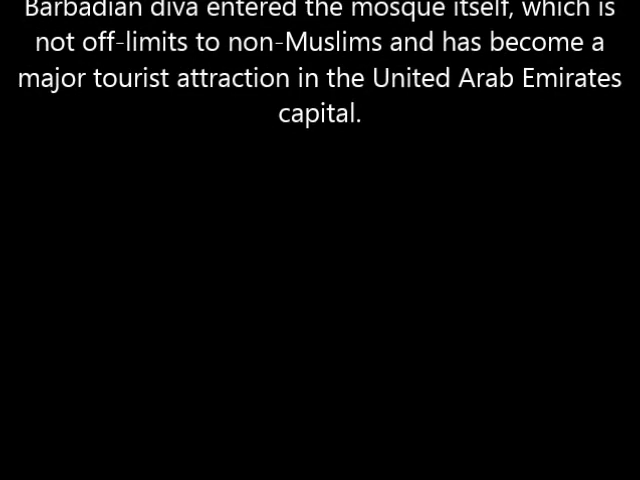 Barbadian diva entered the mosque itself, which is
not off-limits to non-Muslims and has become a
major tourist attraction in the United Arab Emirates
capital.